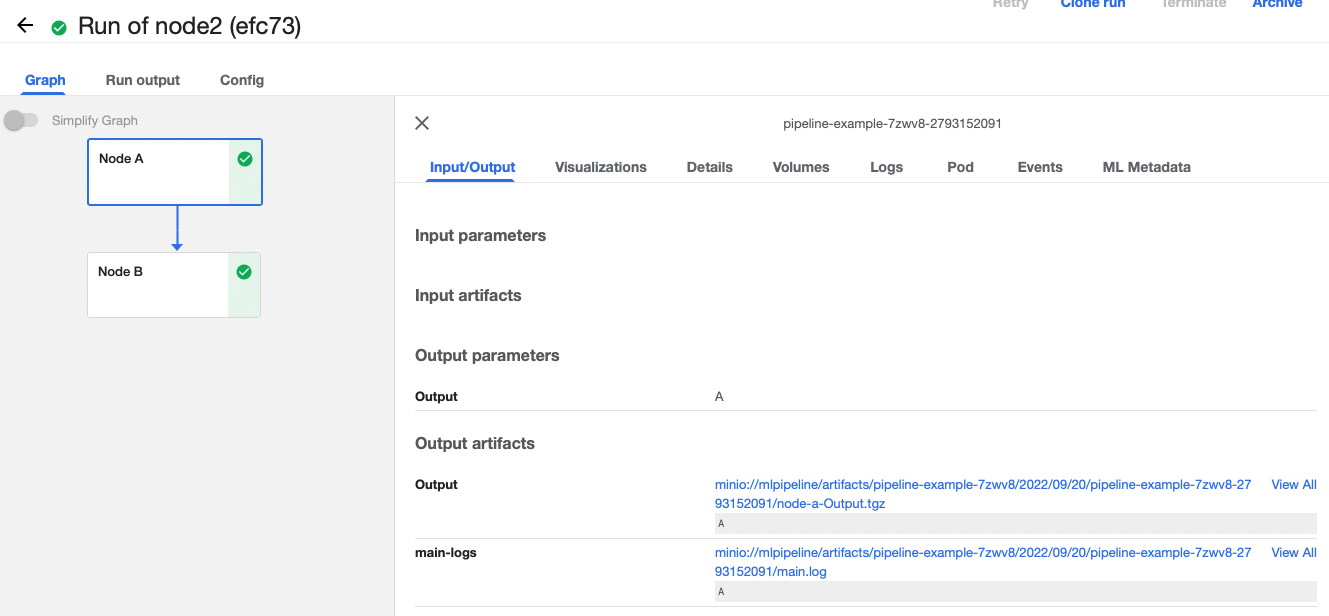 Retry Clone run Terminate Archive
Run of node2 (efc73)
Graph Run output Config
Simplify Graph
Node A
Node B
pipeline-example-7zwv8-2793152091
Input/Output Visualizations Details Volumes Logs Pod Events ML Metadata
Input parameters
Input artifacts
Output parameters
Output A
Output artifacts
Output minio://mlpipeline/artifacts/pipeline-example-7zwv8/2022/09/20/pipeline-example-7zwv8-27 View All
93152091/node-a-Output.tgz
A
main-logs minio://mlpipeline/artifacts/pipeline-example-7zwv8/2022/09/20/pipeline-example-7zwv8-27 View All
93152091/main.log
A